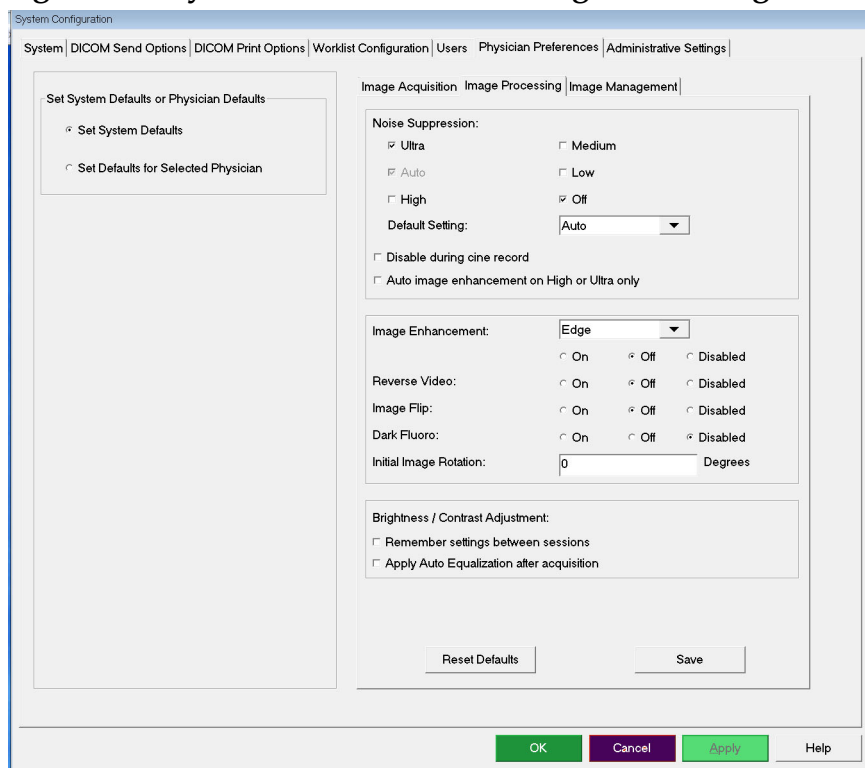 System Configuration
System DICOM Send Options DICOM Print Options Worklist Configuration Users Physician Preferences Administrative Settings
Set System Defaults or Physician Defaults
Set System Defaults
Set Defaults for Selected Physician
Image Acquisition Image Processing Image Management
Noise Suppression:
Ultra Medium
Auto Low
High Off
Default Setting: Auto
Disable during cine record
Auto image enhancement on High or Ultra only
Image Enhancement: Edge
On Off Disabled
Reverse Video: On Off Disabled
Image Flip: On Off Disabled
Dark Fluoro: On Off Disabled
Initial Image Rotation: 0 Degrees
Brightness / Contrast Adjustment:
Remember settings between sessions
Apply Auto Equalization after acquisition
Reset Defaults Save
OK Cancel Apply Help